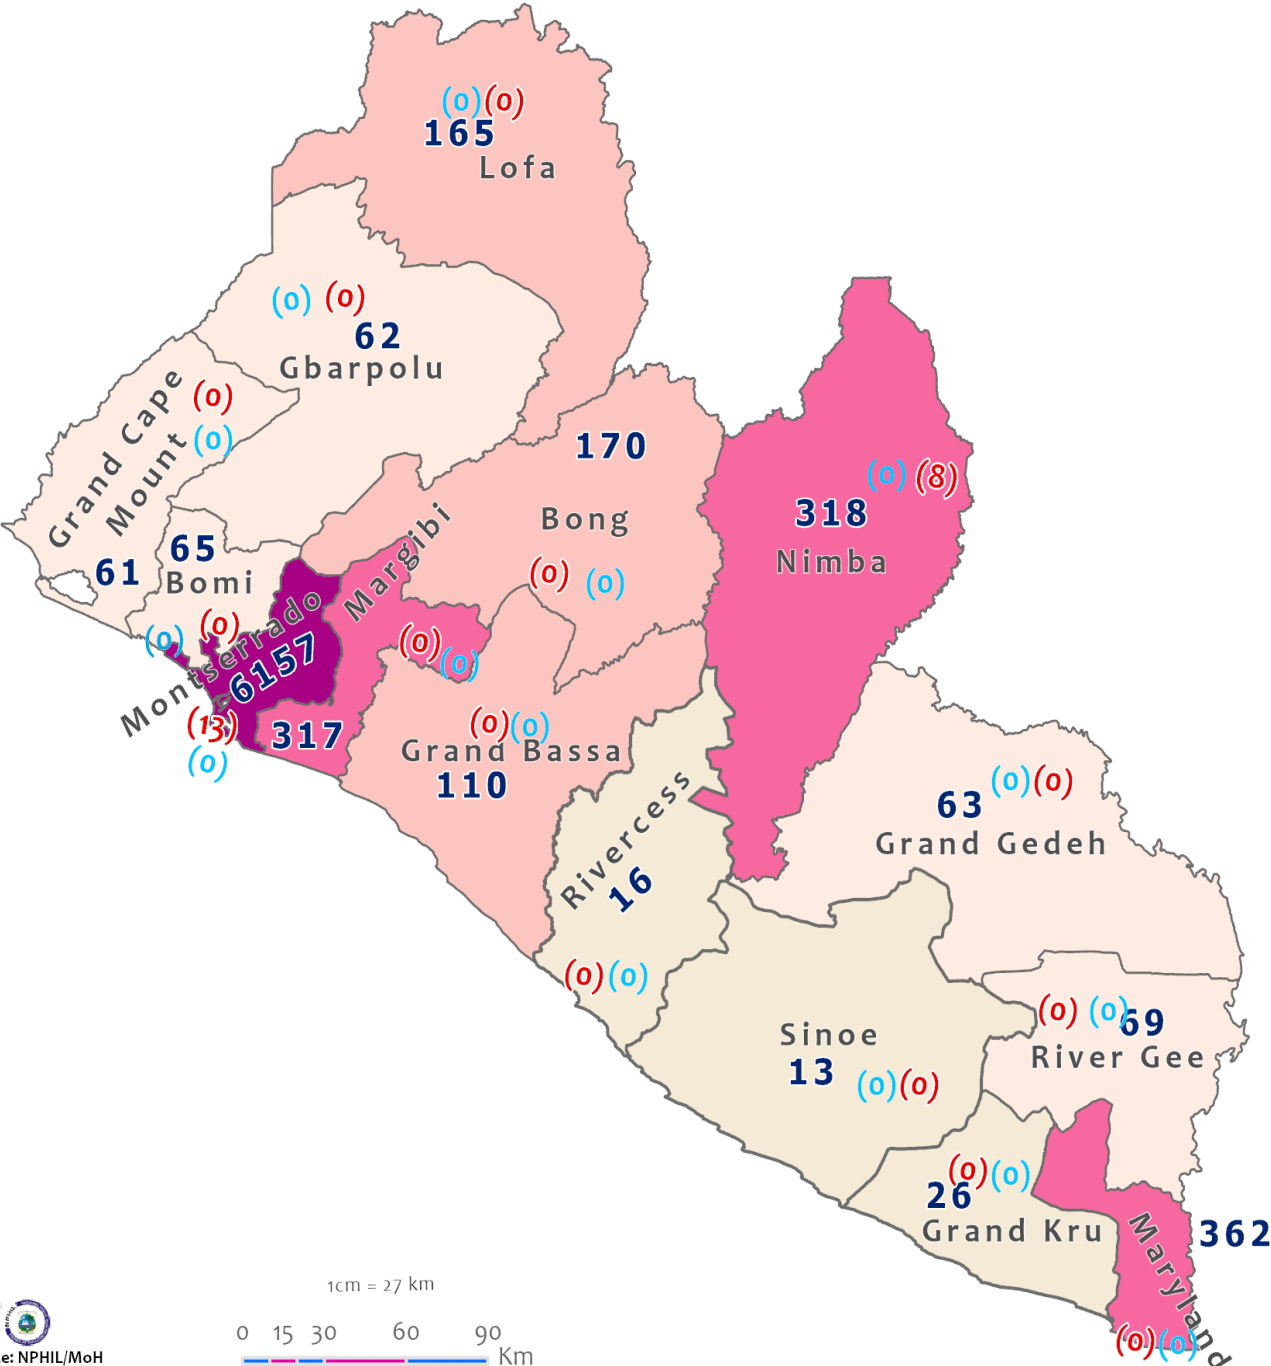 (0) (0)
165
Lofa
(0) (0)
62
Gbarpolu
(0)
(0)
Grand Cape
Mount
61
170
Bong
(0) (0)
(0) (8)
318
Nimba
65
Bomi
(0) (0)
Margibi
(0) (0)
317
Montserrado
6157
(13)
(0)
(0) (0)
Grand Bassa
110
Rivercess
16
(0) (0)
(0) (0)
63
Grand Gedeh
Sinoe
13
(0) (0)
(0) (0)
69
River Gee
(0) (0)
26
Grand Kru
362
Maryland
(0) (0)
1cm = 27 km
0 15 30 60 90
Km
NPHIL
e: NPHIL/MoH